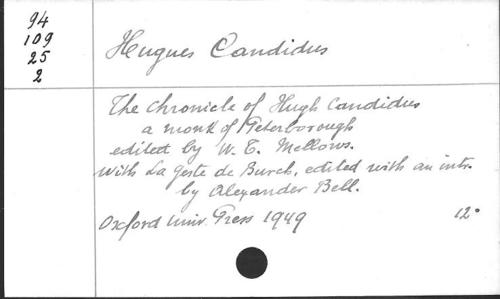 94
109
25
2
Hugues Candidus
The Chronicle of Hugh Candidus
a monk of Peterborough
edited by W. T. Mellows.
With La Geste de Burch, edited with an intr.
by Alexander Bell.
Oxford Univ. Press 1949 12°